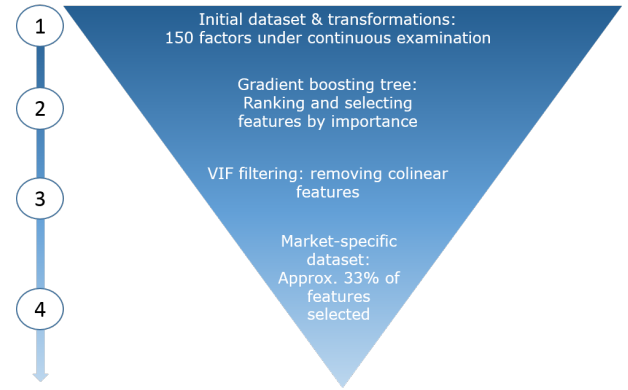 1
Initial dataset & transformations:
150 factors under continuous examination
2
Gradient boosting tree:
Ranking and selecting
features by importance
3
VIF filtering: removing colinear
features
4
Market-specific
dataset:
Approx. 33% of
features
selected